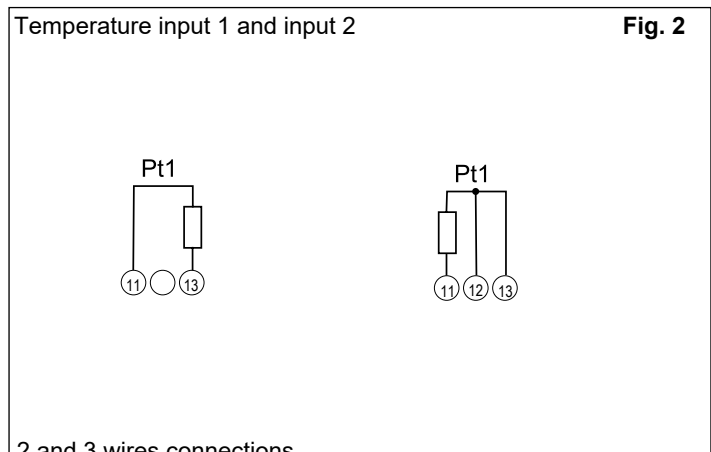 Temperature input 1 and input 2 Fig. 2
Pt1 Pt1
11 13 11 12 13
2 and 3 wires connections